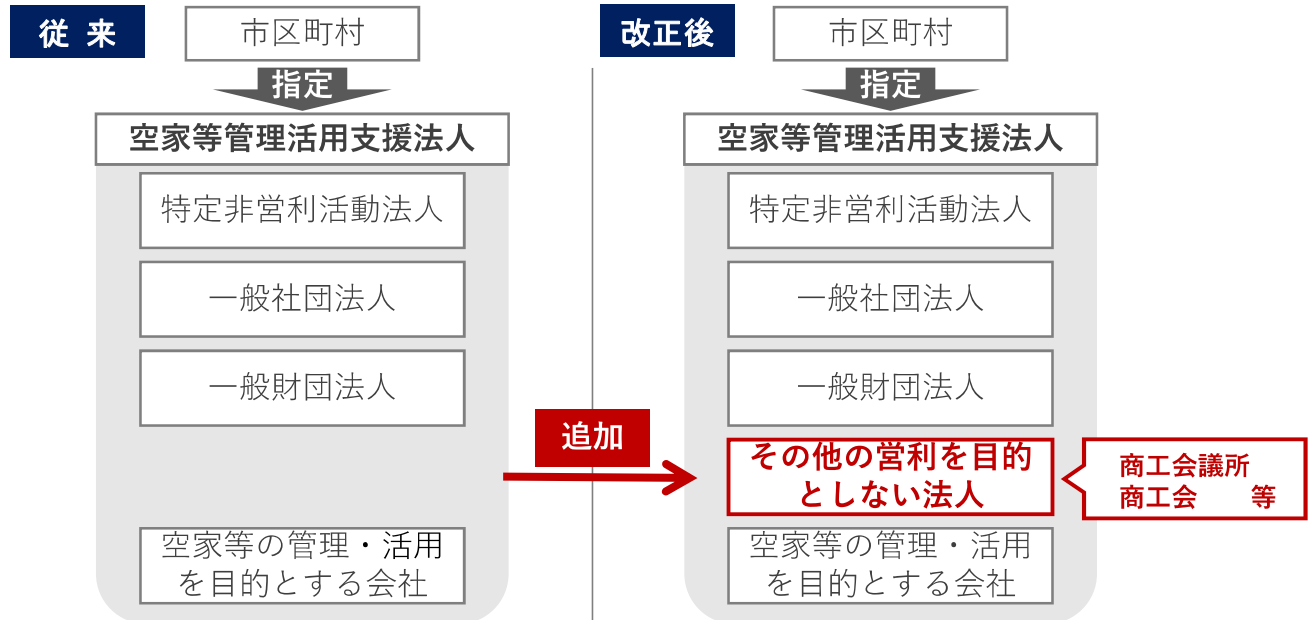 従 来
市区町村
指定
空家等管理活用支援法人
特定非営利活動法人
一般社団法人
一般財団法人
空家等の管理・活用
を目的とする会社
追加
改正後
市区町村
指定
空家等管理活用支援法人
特定非営利活動法人
一般社団法人
一般財団法人
その他の営利を目的
としない法人
商工会議所
商工会 等
空家等の管理・活用
を目的とする会社